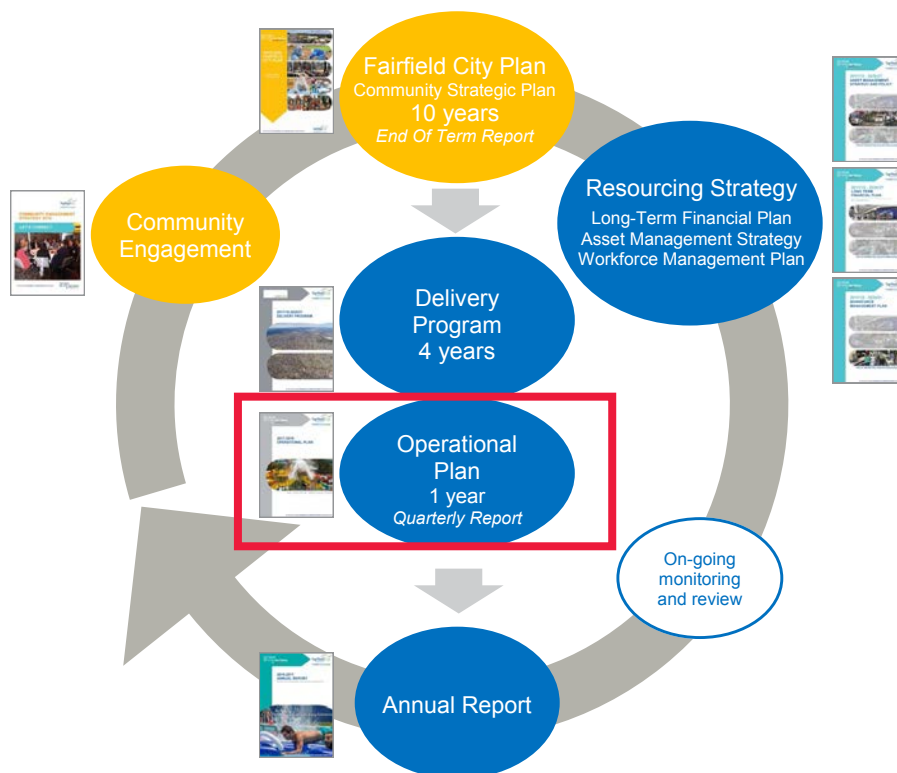 Fairfield City Plan
Community Strategic Plan
10 years
End Of Term Report
Community
Engagement
Resourcing Strategy
Long-Term Financial Plan
Asset Management Strategy
Workforce Management Plan
Delivery
Program
4 years
Operational
Plan
1 year
Quarterly Report
On-going
monitoring
and review
Annual Report